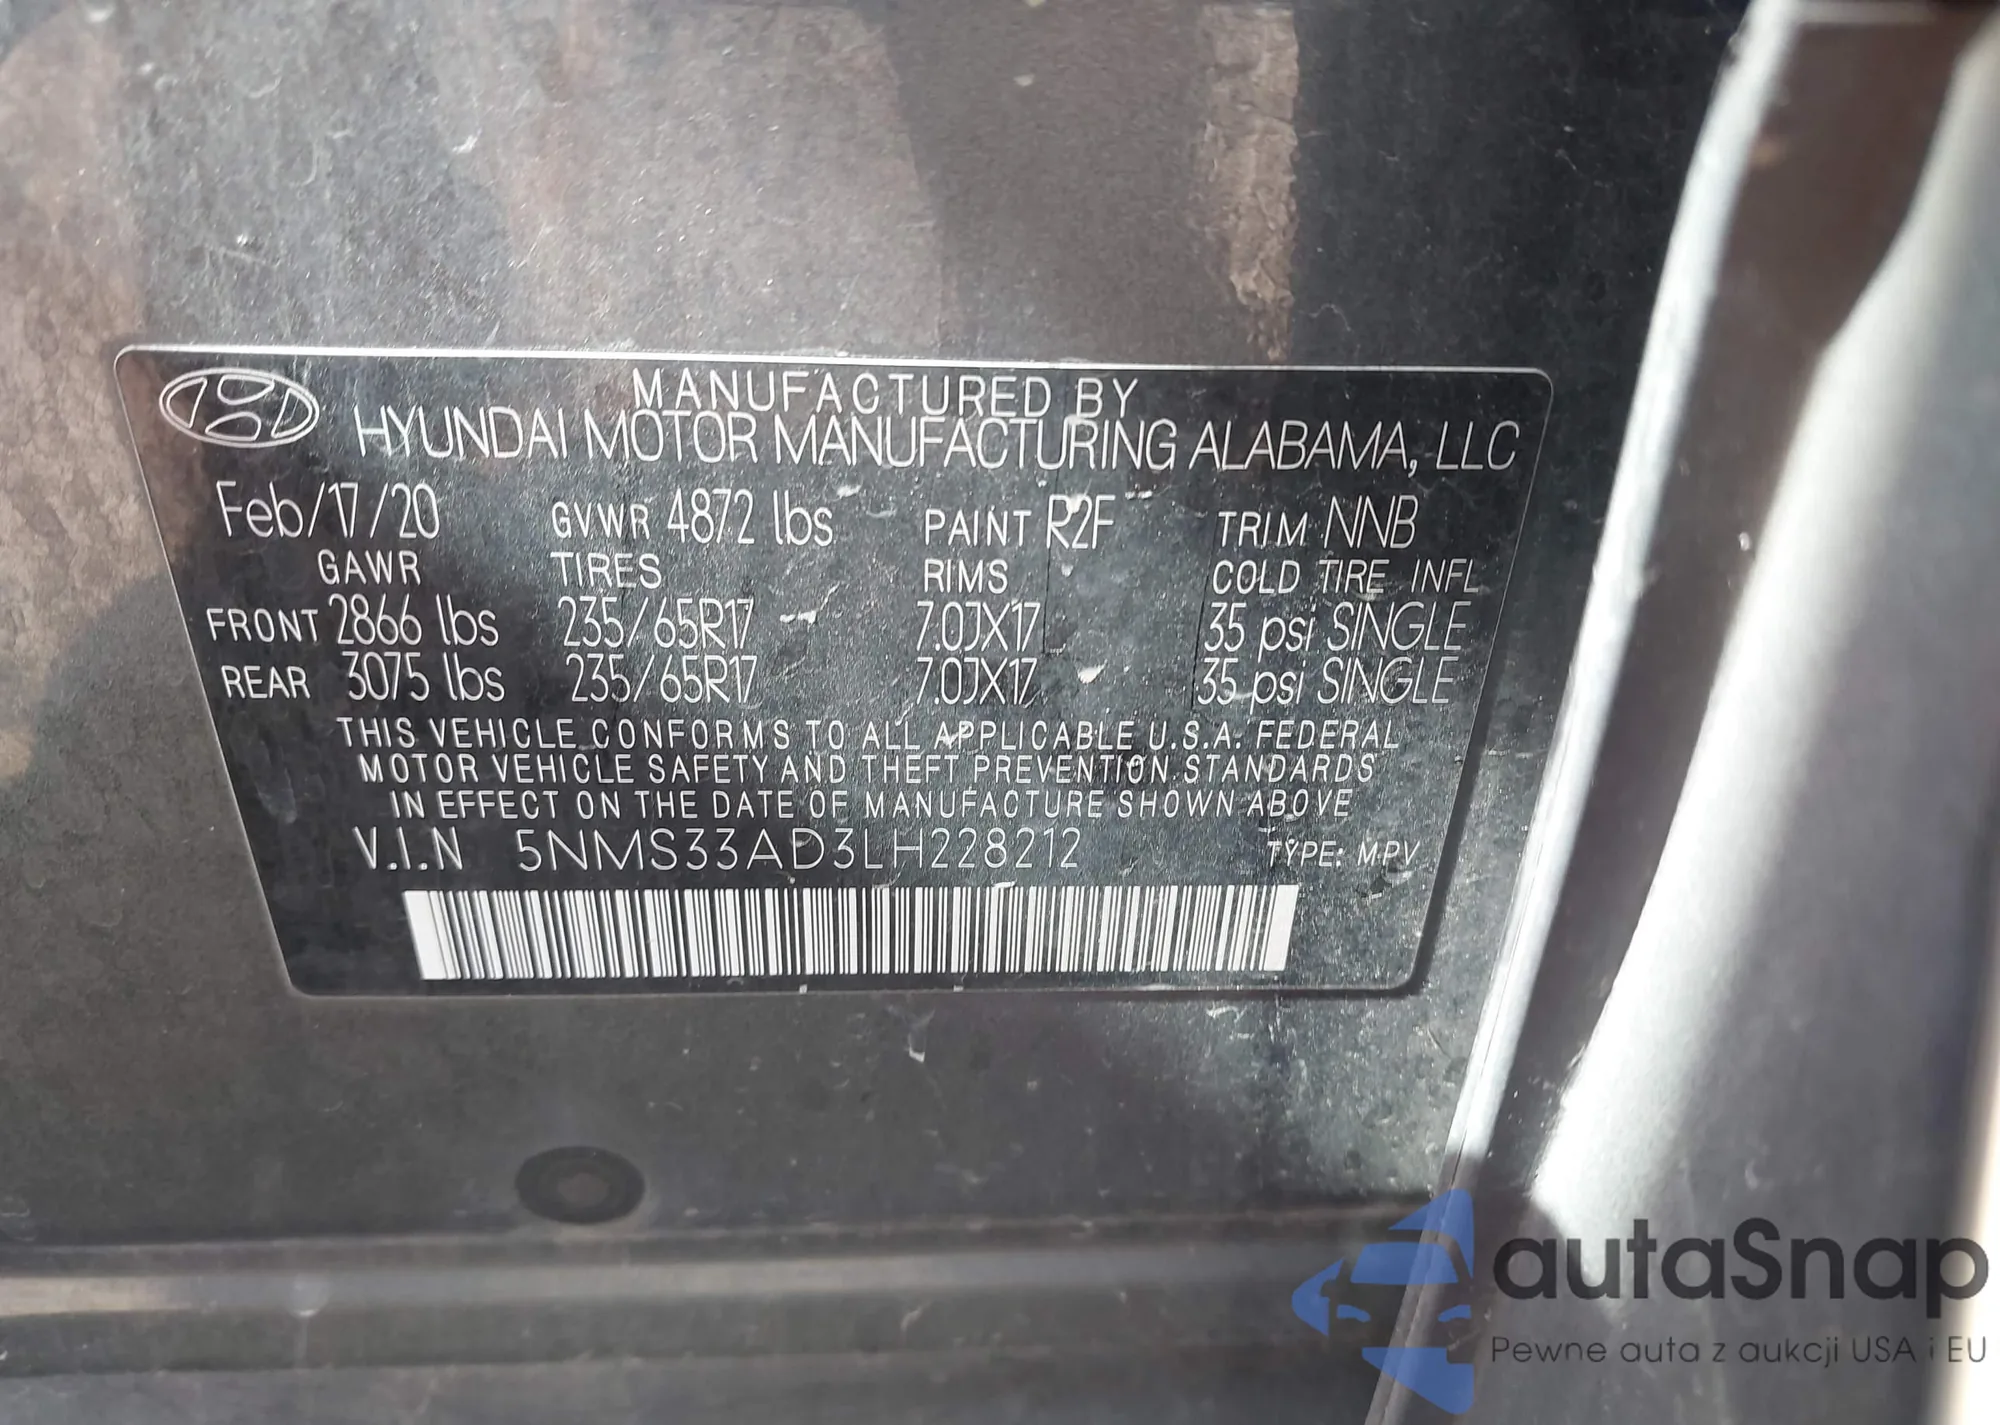 MANUFACTURED BY
HYUNDAI MOTOR MANUFACTURING ALABAMA, LLC
Feb/17/20 GVWR 4872 lbs PAINT R2F TRIM NNB
GAWR TIRES RIMS COLD TIRE INFL
FRONT 2866 lbs 235/65R17 7.0JX17 35 psi SINGLE
REAR 3075 lbs 235/65R17 7.0JX17 35 psi SINGLE
THIS VEHICLE CONFORMS TO ALL APPLICABLE U.S.A. FEDERAL
MOTOR VEHICLE SAFETY AND THEFT PREVENTION STANDARDS
IN EFFECT ON THE DATE OF MANUFACTURE SHOWN ABOVE
V.I.N 5NMS33AD3LH228212 TYPE: MPV
autaSnap
Pewne auta z aukcji USA i EU